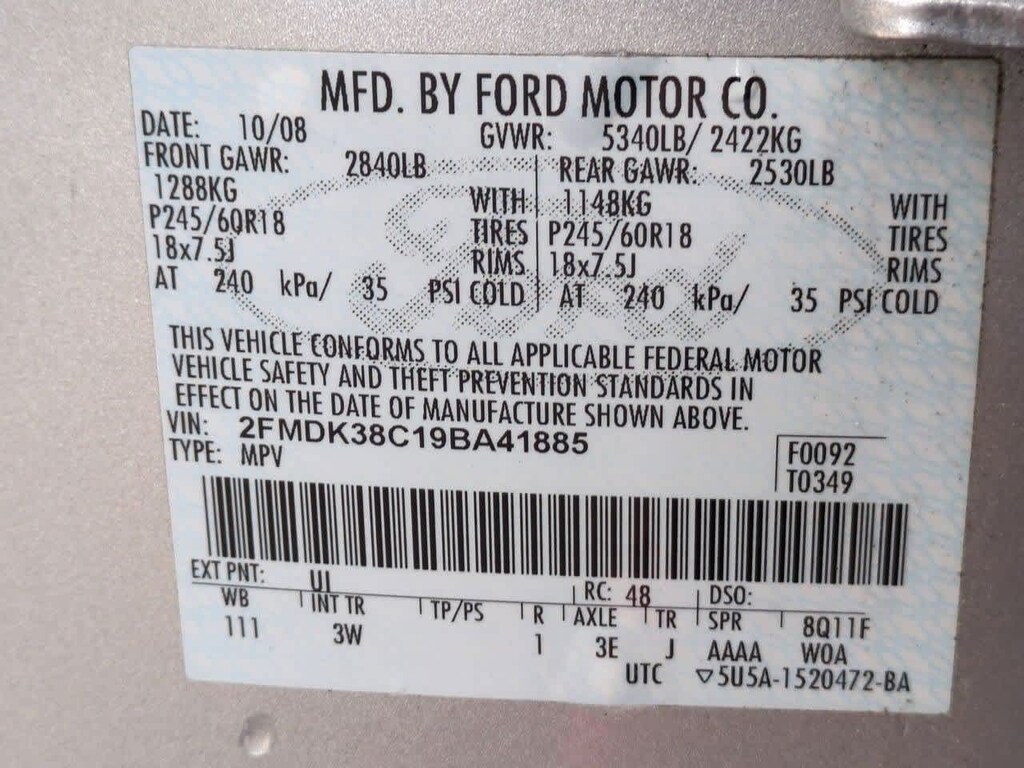 MFD. BY FORD MOTOR CO.
DATE: 10/08 GVWR: 5340LB/ 2422KG
FRONT GAWR: 2840LB REAR GAWR: 2530LB
1288KG WITH 1148KG WITH
P245/60R18 TIRES P245/60R18 TIRES
18x7.5J RIMS 18x7.5J RIMS
AT 240 kPa/ 35 PSI COLD AT 240 kPa/ 35 PSI COLD
THIS VEHICLE CONFORMS TO ALL APPLICABLE FEDERAL MOTOR
VEHICLE SAFETY AND THEFT PREVENTION STANDARDS IN
EFFECT ON THE DATE OF MANUFACTURE SHOWN ABOVE.
VIN: 2FMDK38C19BA41885
TYPE: MPV F0092
T0349
EXT PNT: UI RC: 48 DSO:
WB INT TR TP/PS R AXLE TR SPR 8Q11F
111 3W 1 3E J AAAA W0A
UTC ▽5U5A-1520472-BA